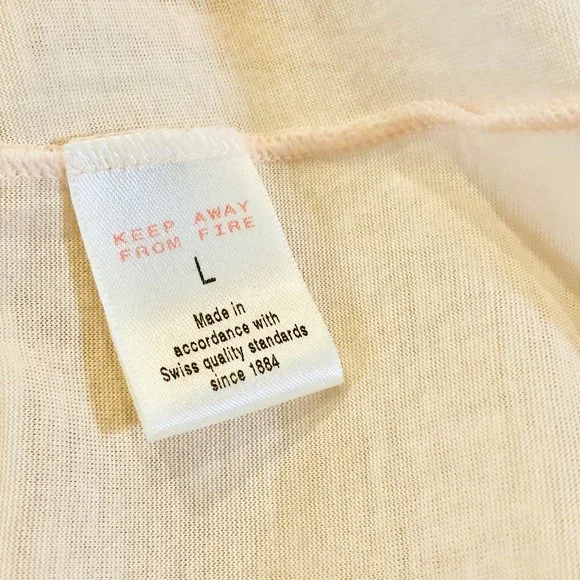 KEEP AWAY
FROM FIRE
L
Made in
accordance with
Swiss quality standards
since 1884